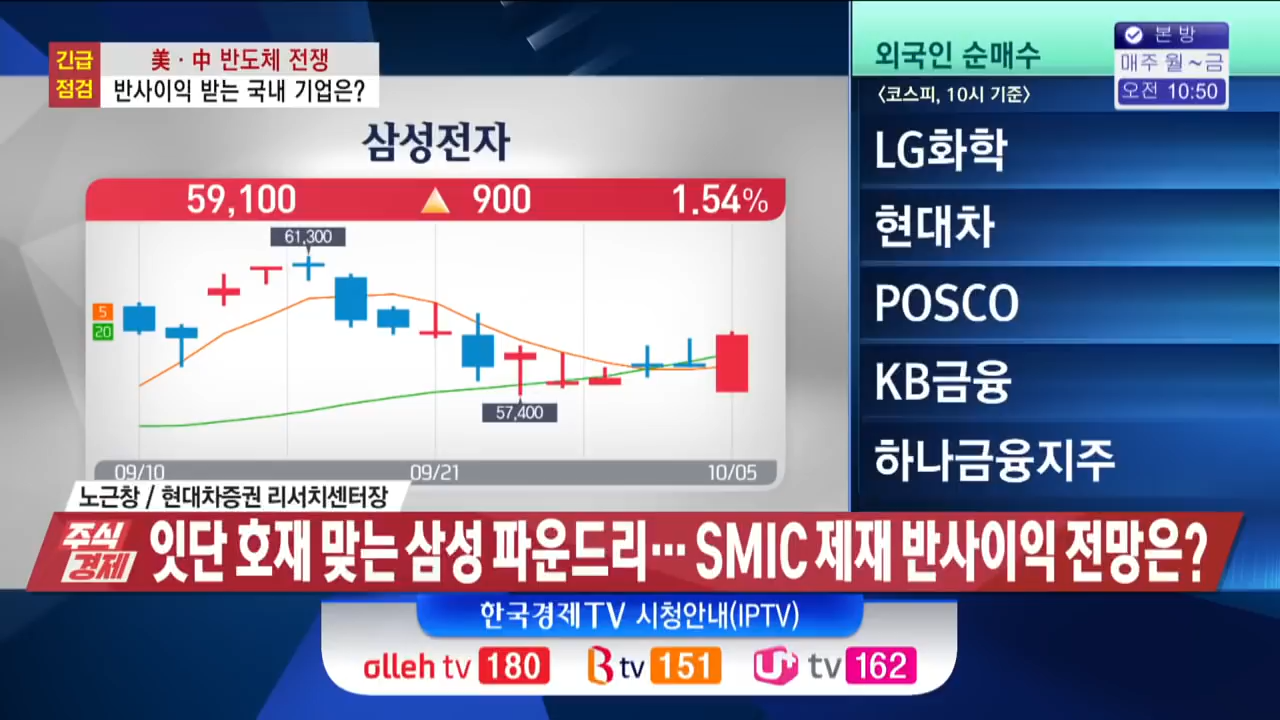 긴급
점검
美·中 반도체 전쟁
반사이익 받는 국내 기업은?
삼성전자
59,100 ▲ 900 1.54%
61,300
5
20
57,400
09/10 09/21 10/05
외국인 순매수
〈코스피, 10시 기준〉
본 방
매주 월~금
오전 10:50
LG화학
현대차
POSCO
KB금융
하나금융지주
노근창 / 현대차증권 리서치센터장
주식
경제
잇단 호재 맞는 삼성 파운드리… SMIC 제재 반사이익 전망은?
한국경제TV 시청안내(IPTV)
olleh tv 180 B tv 151 U+ tv 162